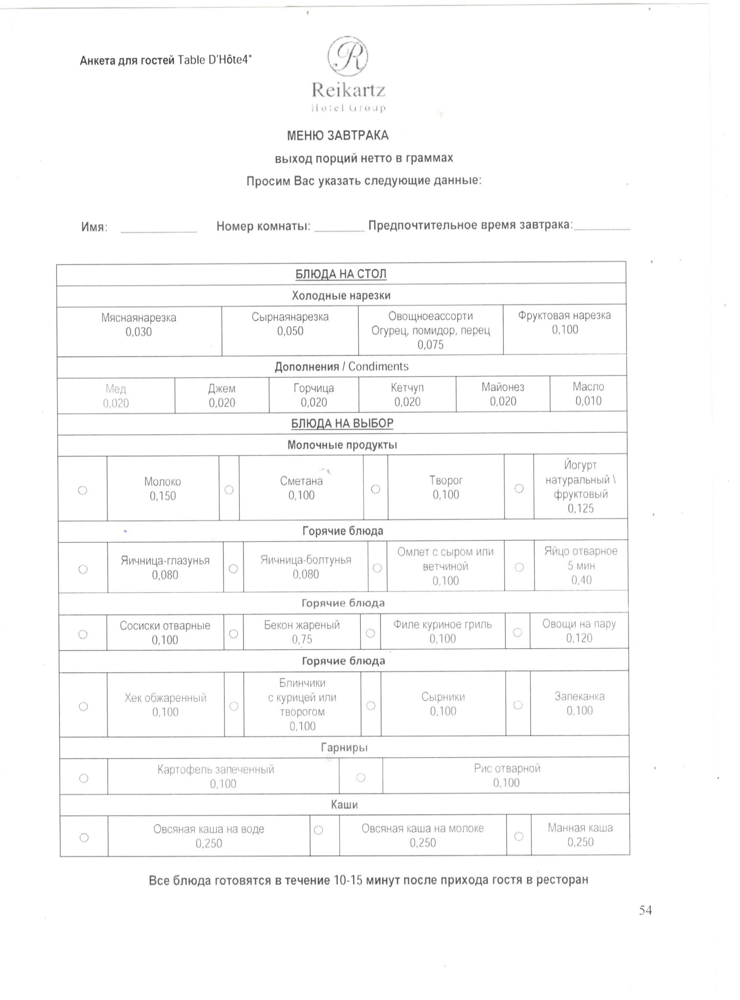 Анкета для гостей Table D'Hôte4*
R
Reikartz
Hotel Group
МЕНЮ ЗАВТРАКА
выход порций нетто в граммах
Просим Вас указать следующие данные:
Имя: ____________ Номер комнаты: ________ Предпочтительное время завтрака:_________
БЛЮДА НА СТОЛ
Холодные нарезки
Мяснаянарезка
0,030
Сырнаянарезка
0,050
Овощноеассорти
Огурец, помидор, перец
0,075
Фруктовая нарезка
0,100
Дополнения / Condiments
Мед
0,020
Джем
0,020
Горчица
0,020
Кетчуп
0,020
Майонез
0,020
Масло
0,010
БЛЮДА НА ВЫБОР
Молочные продукты
Молоко
0,150
Сметана
0,100
Творог
0,100
Йогурт
натуральный \
фруктовый
0,125
Горячие блюда
Яичница-глазунья
0,080
Яичница-болтунья
0,080
Омлет с сыром или
ветчиной
0,100
Яйцо отварное
5 мин
0,40
Горячие блюда
Сосиски отварные
0,100
Бекон жареный
0,75
Филе куриное гриль
0,100
Овощи на пару
0,120
Горячие блюда
Хек обжаренный
0,100
Блинчики
с курицей или
творогом
0,100
Сырники
0,100
Запеканка
0,100
Гарниры
Картофель запеченный
0,100
Рис отварной
0,100
Каши
Овсяная каша на воде
0,250
Овсяная каша на молоке
0,250
Манная каша
0,250
Все блюда готовятся в течение 10-15 минут после прихода гостя в ресторан
54